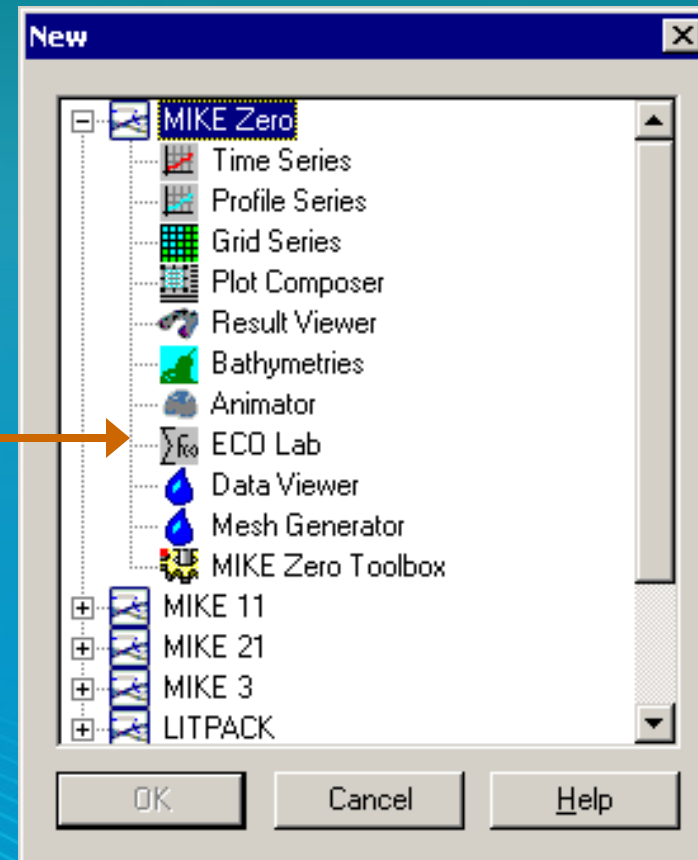 New
MIKE Zero
Time Series
Profile Series
Grid Series
Plot Composer
Result Viewer
Bathymetries
Animator
ECO Lab
Data Viewer
Mesh Generator
MIKE Zero Toolbox
MIKE 11
MIKE 21
MIKE 3
LITPACK
OK Cancel Help